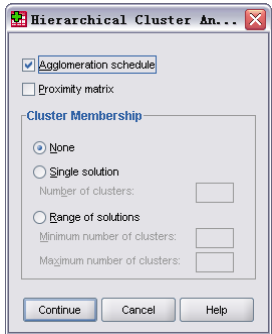 Hierarchical Cluster An...
Agglomeration schedule
Proximity matrix
Cluster Membership
None
Single solution
Number of clusters:
Range of solutions
Minimum number of clusters:
Maximum number of clusters:
Continue Cancel Help